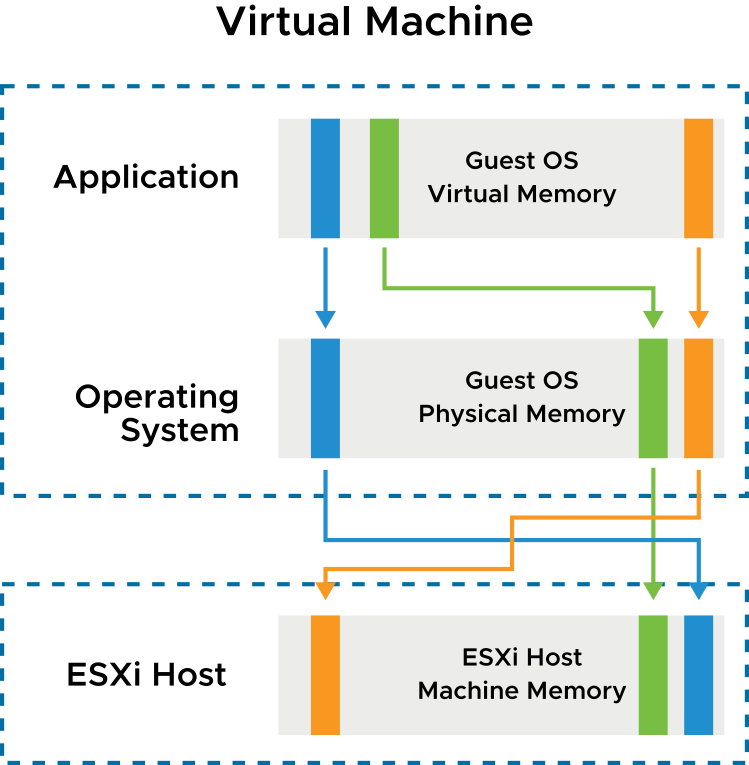 Virtual Machine
Application
Guest OS
Virtual Memory
Operating
System
Guest OS
Physical Memory
ESXi Host
ESXi Host
Machine Memory